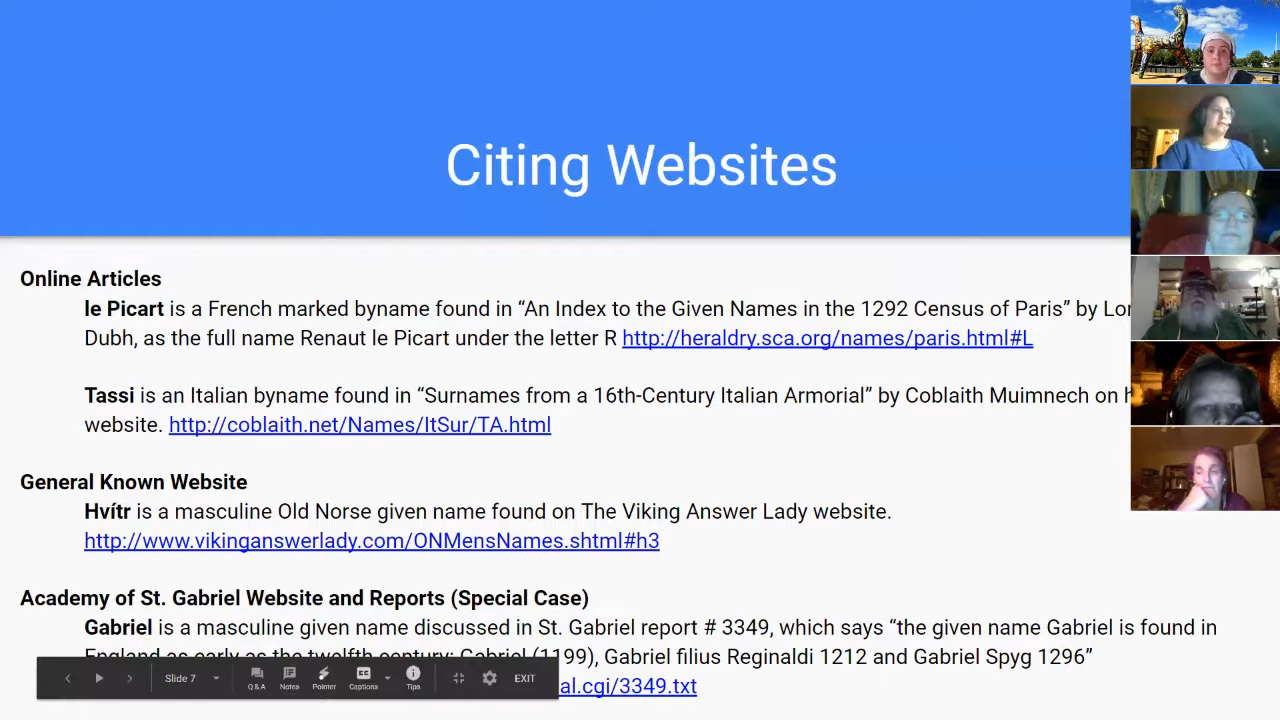 Citing Websites
Online Articles
le Picart is a French marked byname found in “An Index to the Given Names in the 1292 Census of Paris” by
Dubh, as the full name Renaut le Picart under the letter R http://heraldry.sca.org/names/paris.html#L
Tassi is an Italian byname found in “Surnames from a 16th-Century Italian Armorial” by Coblaith Muimnech on
website. http://coblaith.net/Names/ItSur/TA.html
General Known Website
Hvítr is a masculine Old Norse given name found on The Viking Answer Lady website.
http://www.vikinganswerlady.com/ONMensNames.shtml#h3
Academy of St. Gabriel Website and Reports (Special Case)
Gabriel is a masculine given name discussed in St. Gabriel report # 3349, which says “the given name Gabriel is found in
England as early as the twelfth century: Gabriel (1199), Gabriel filius Reginaldi 1212 and Gabriel Spyg 1296”
al.cgi/3349.txt
Slide 7 Q&A Notes Pointer Captions Tips EXIT